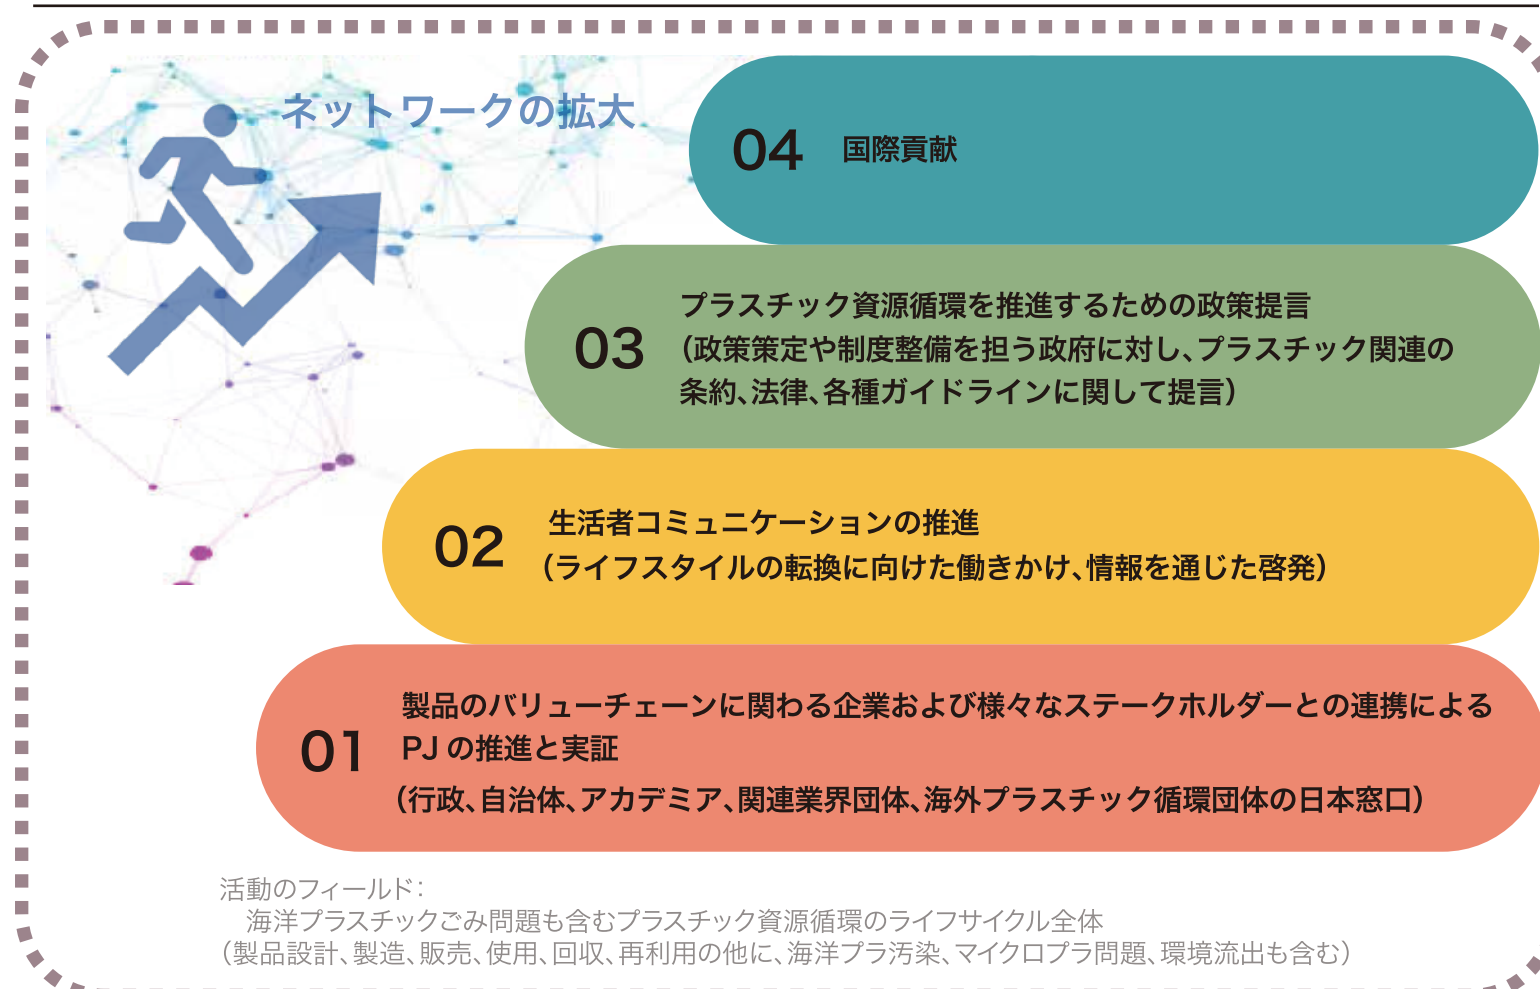 ネットワークの拡大
04 国際貢献
03
プラスチック資源循環を推進するための政策提言
（政策策定や制度整備を担う政府に対し、プラスチック関連の
条約、法律、各種ガイドラインに関して提言）
02
生活者コミュニケーションの推進
（ライフスタイルの転換に向けた働きかけ、情報を通じた啓発）
01
製品のバリューチェーンに関わる企業および様々なステークホルダーとの連携による
PJ の推進と実証
（行政、自治体、アカデミア、関連業界団体、海外プラスチック循環団体の日本窓口）
活動のフィールド：
海洋プラスチックごみ問題も含むプラスチック資源循環のライフサイクル全体
（製品設計、製造、販売、使用、回収、再利用の他に、海洋プラ汚染、マイクロプラ問題、環境流出も含む）